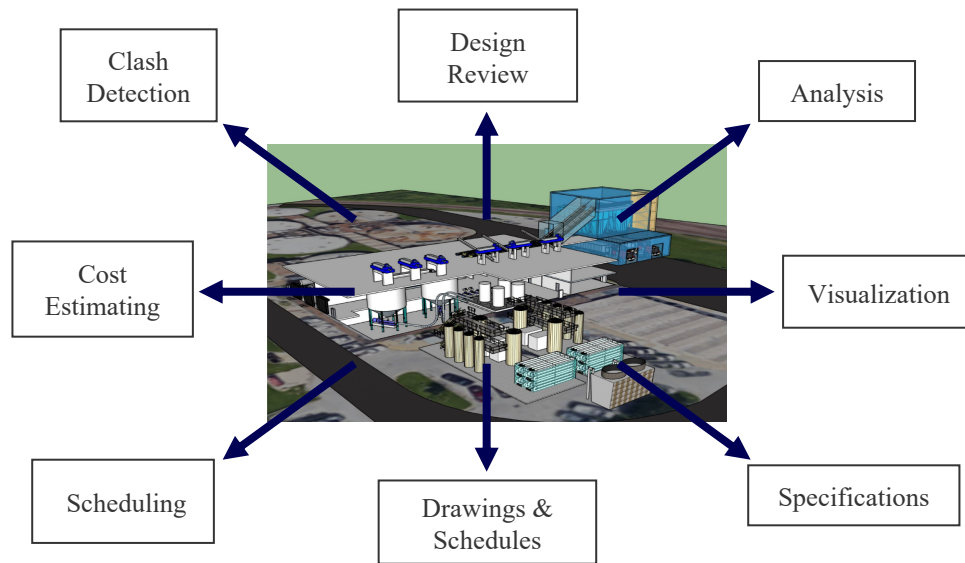 Clash
Detection
Design
Review
Analysis
Cost
Estimating
Visualization
Scheduling
Drawings &
Schedules
Specifications